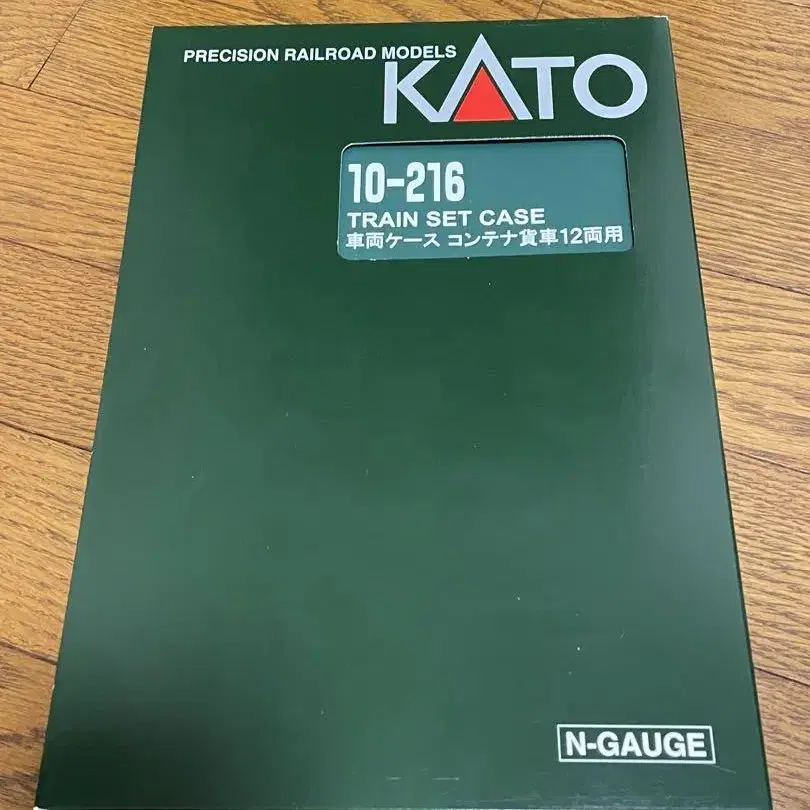 PRECISION RAILROAD MODELS
KATO
10-216
TRAIN SET CASE
車両ケース コンテナ貨車12両用
N-GAUGE